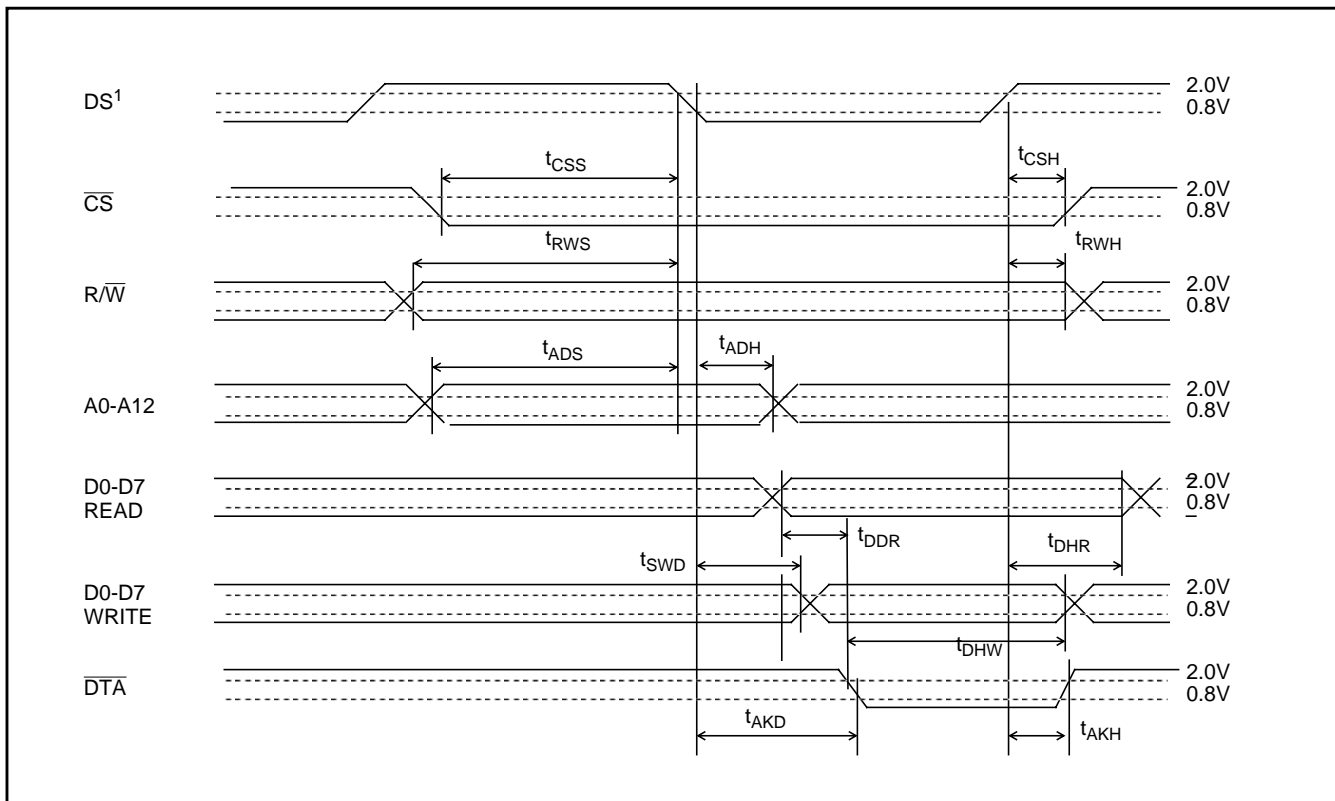 DS¹
2.0V
0.8V
tCSS
tCSH
C̅S̅
2.0V
0.8V
tRWS
tRWH
R/W̅
2.0V
0.8V
tADS
tADH
A0-A12
2.0V
0.8V
D0-D7
READ
2.0V
0.8V
tDDR
tDHR
tSWD
D0-D7
WRITE
2.0V
0.8V
tDHW
D̅T̅A̅
2.0V
0.8V
tAKD
tAKH